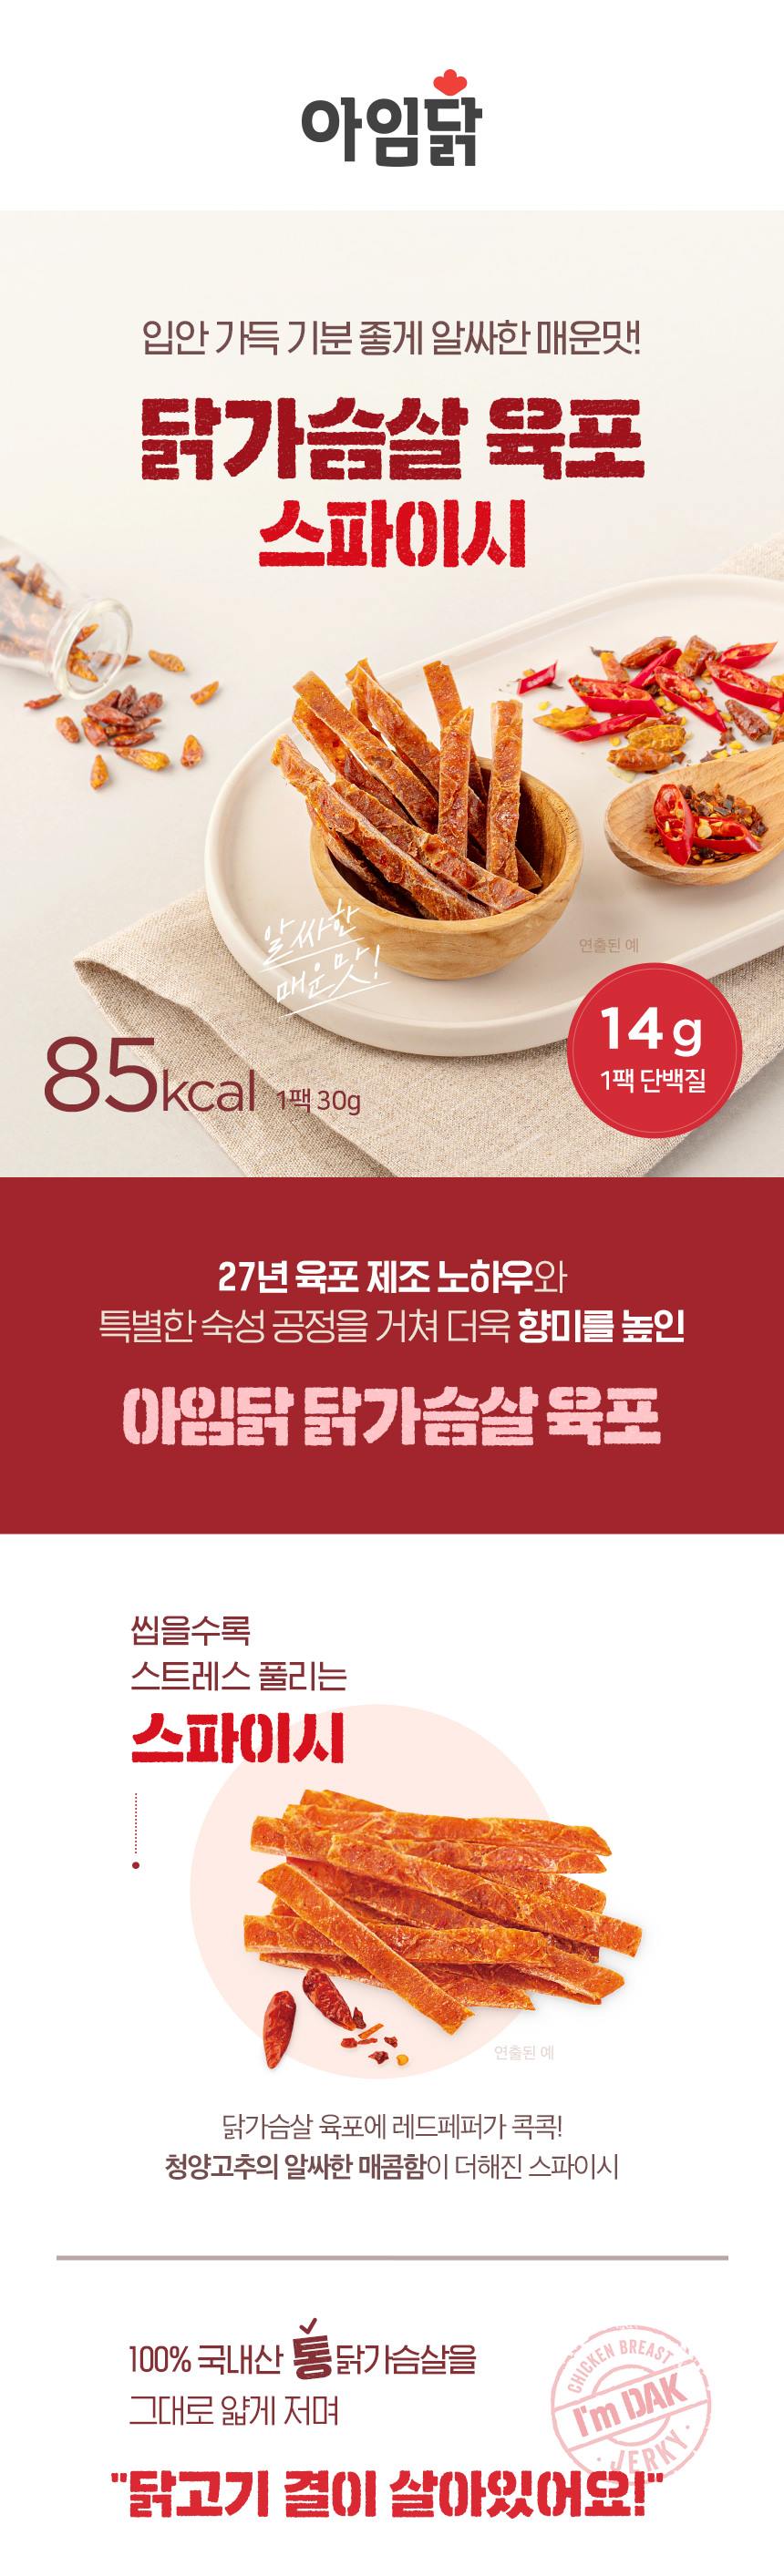 아임닭
입안 가득 기분 좋게 알싸한 매운맛!
닭가슴살 육포
스파이시
알싸한
매운맛!
연출된 예
85kcal 1팩 30g
14g
1팩 단백질
27년 육포 제조 노하우와
특별한 숙성 공정을 거쳐 더욱 향미를 높인
아임닭 닭가슴살 육포
씹을수록
스트레스 풀리는
스파이시
연출된 예
닭가슴살 육포에 레드페퍼가 콕콕!
청양고추의 알싸한 매콤함이 더해진 스파이시
100% 국내산 통닭가슴살을
그대로 얇게 저며
CHICKEN BREAST
I'm DAK
JERKY
"닭고기 결이 살아있어요!"